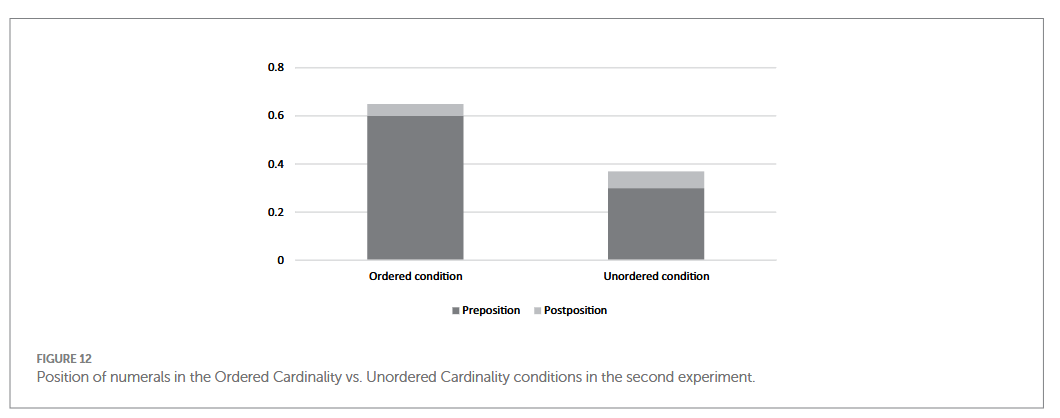 0.8
0.6
0.4
0.2
0
Ordered condition
Unordered condition
Preposition
Postposition
FIGURE 12
Position of numerals in the Ordered Cardinality vs. Unordered Cardinality conditions in the second experiment.